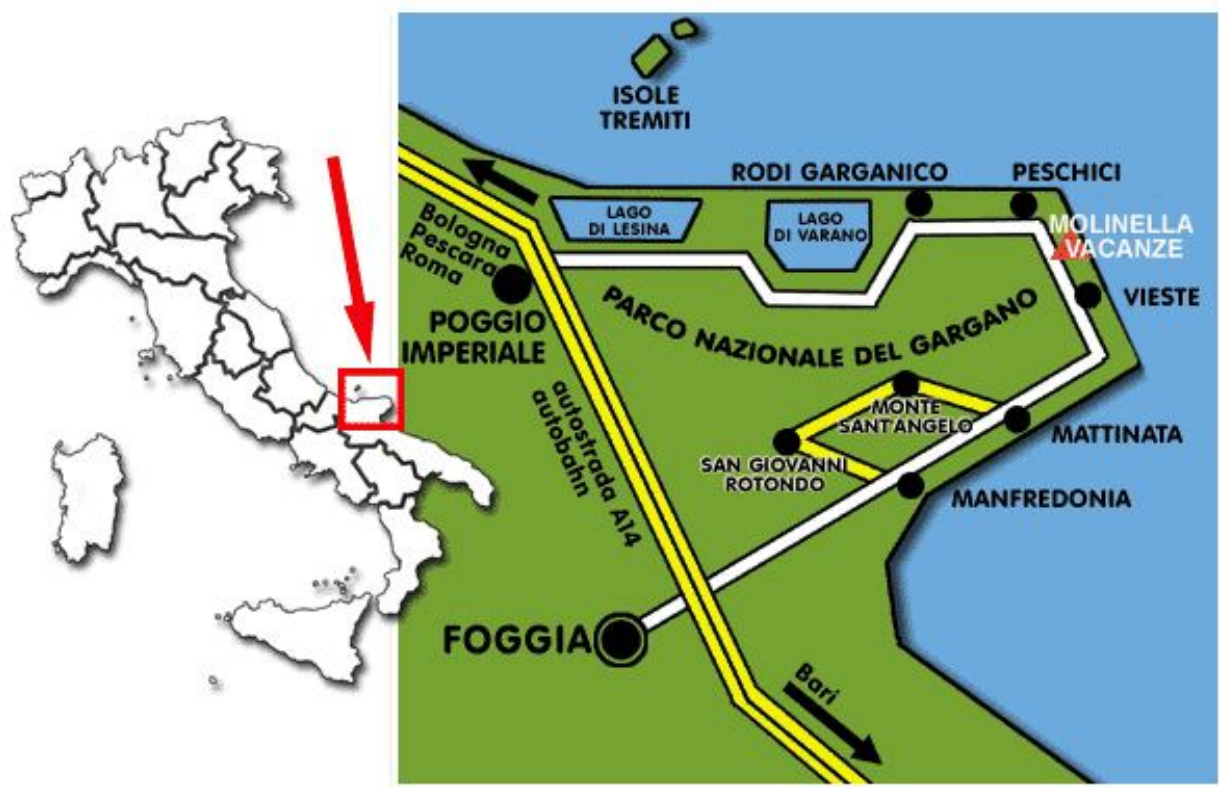 ISOLE
TREMITI
RODI GARGANICO
PESCHICI
LAGO
DI LESINA
LAGO
DI VARANO
MOLINELLA
VACANZE
Bologna
Pescara
Roma
POGGIO
IMPERIALE
PARCO NAZIONALE DEL GARGANO
VIESTE
autostrada A14
autobahn
MONTE
SANT'ANGELO
MATTINATA
SAN GIOVANNI
ROTONDO
MANFREDONIA
FOGGIA
Bari